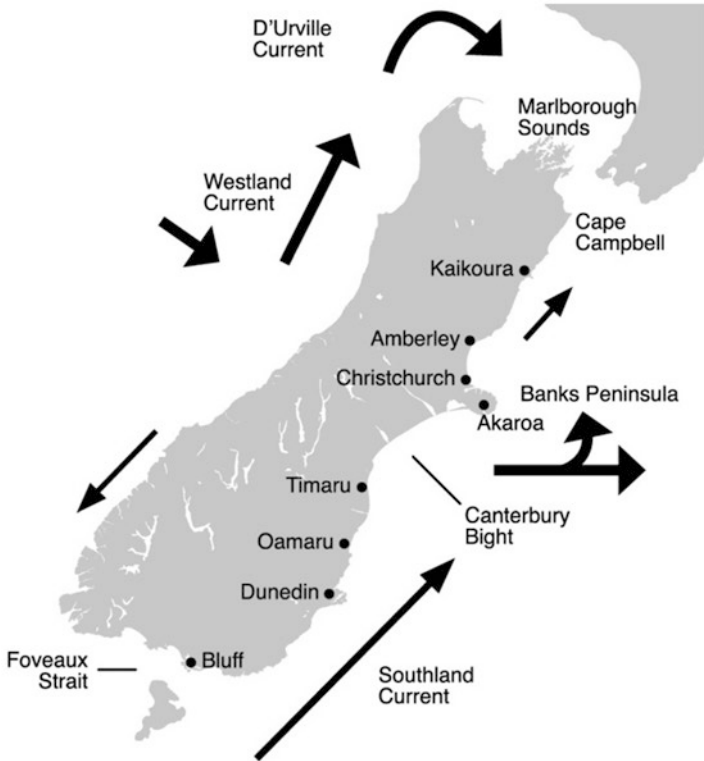 D'Urville
Current
Marlborough
Sounds
Westland
Current
Cape
Campbell
Kaikoura
Amberley
Christchurch
Banks Peninsula
Akaroa
Timaru
Canterbury
Bight
Oamaru
Dunedin
Foveaux
Strait
Bluff
Southland
Current